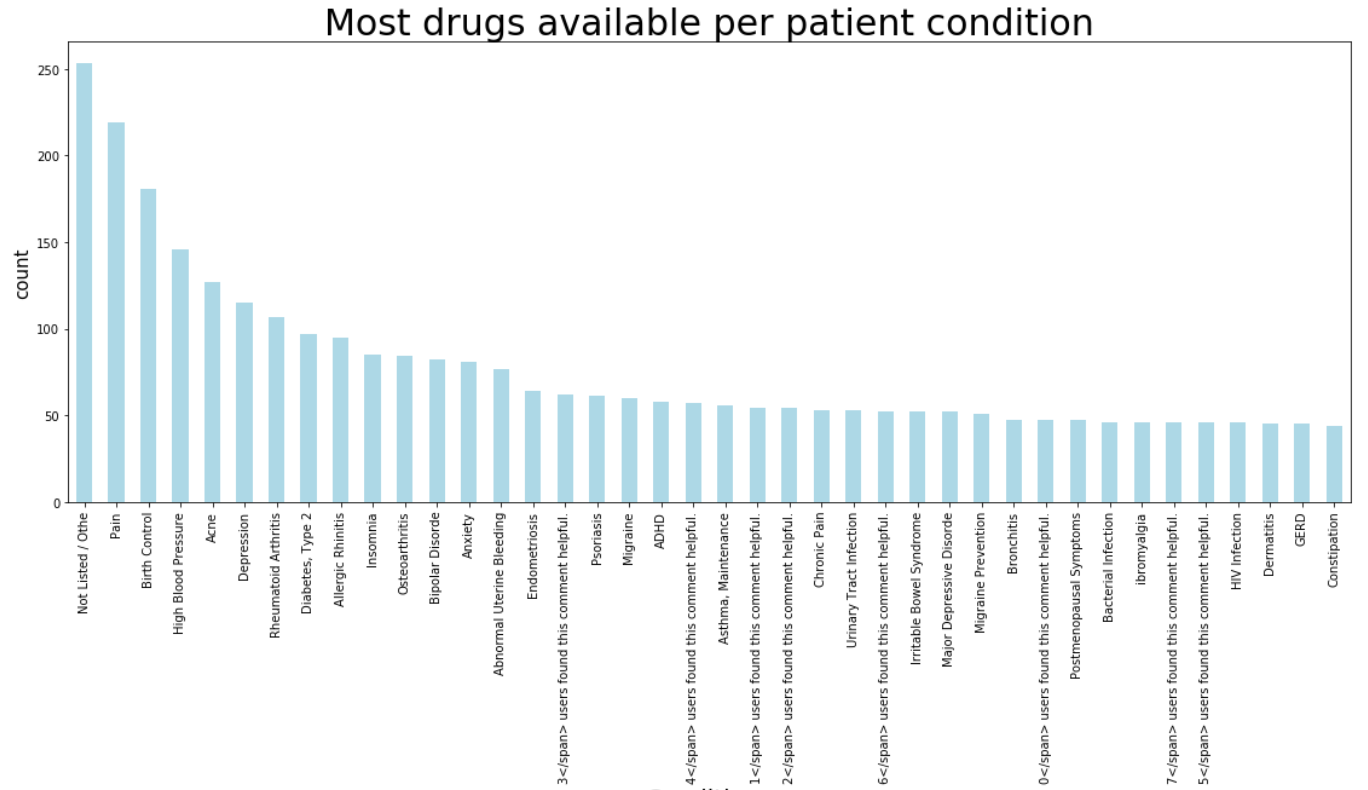 Most drugs available per patient condition
count
250
200
150
100
50
0
Not Listed / Othe
Pain
Birth Control
High Blood Pressure
Acne
Depression
Rheumatoid Arthritis
Diabetes, Type 2
Allergic Rhinitis
Insomnia
Osteoarthritis
Bipolar Disorde
Anxiety
Abnormal Uterine Bleeding
Endometriosis
3</span> users found this comment helpful.
Psoriasis
Migraine
ADHD
4</span> users found this comment helpful.
Asthma, Maintenance
1</span> users found this comment helpful.
2</span> users found this comment helpful.
Chronic Pain
Urinary Tract Infection
6</span> users found this comment helpful.
Irritable Bowel Syndrome
Major Depressive Disorde
Migraine Prevention
Bronchitis
0</span> users found this comment helpful.
Postmenopausal Symptoms
Bacterial Infection
ibromyalgia
7</span> users found this comment helpful.
5</span> users found this comment helpful.
HIV Infection
Dermatitis
GERD
Constipation